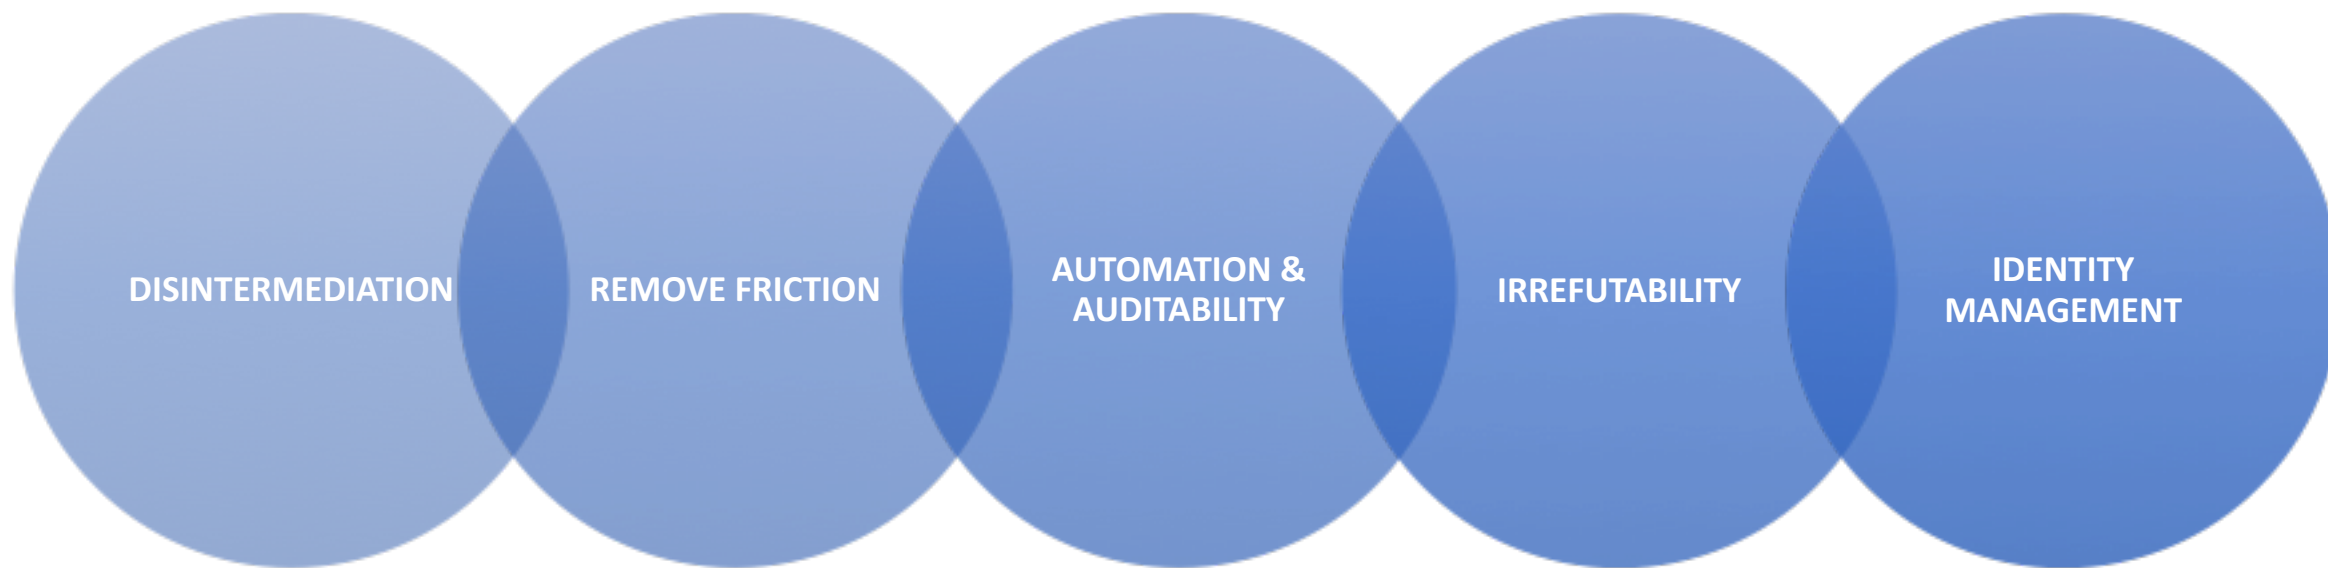 DISINTERMEDIATION
REMOVE FRICTION
AUTOMATION &
AUDITABILITY
IRREFUTABILITY
IDENTITY
MANAGEMENT